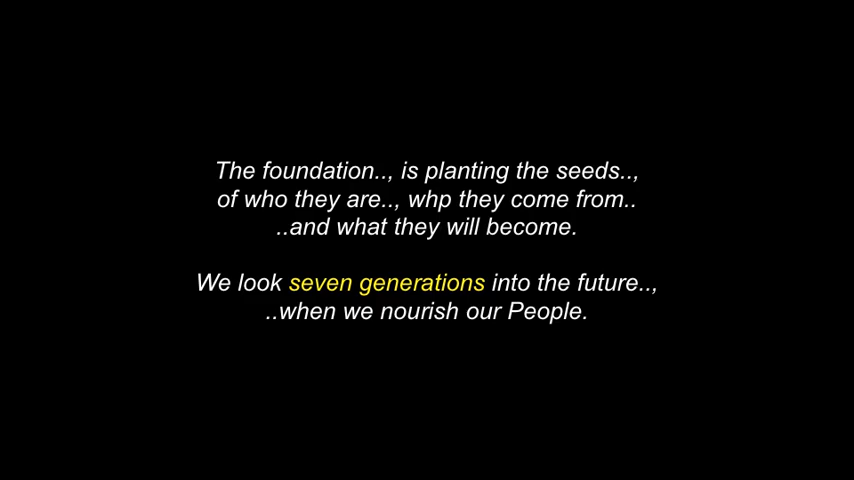 The foundation.., is planting the seeds..,
of who they are.., whp they come from..
..and what they will become.
We look seven generations into the future..,
..when we nourish our People.